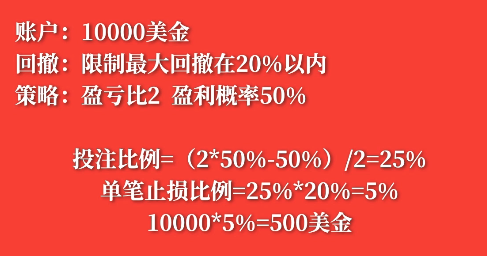 账户：10000美金
回撤：限制最大回撤在20%以内
策略：盈亏比2 盈利概率50%
投注比例=（2*50%-50%）/2=25%
单笔止损比例=25%*20%=5%
10000*5%=500美金